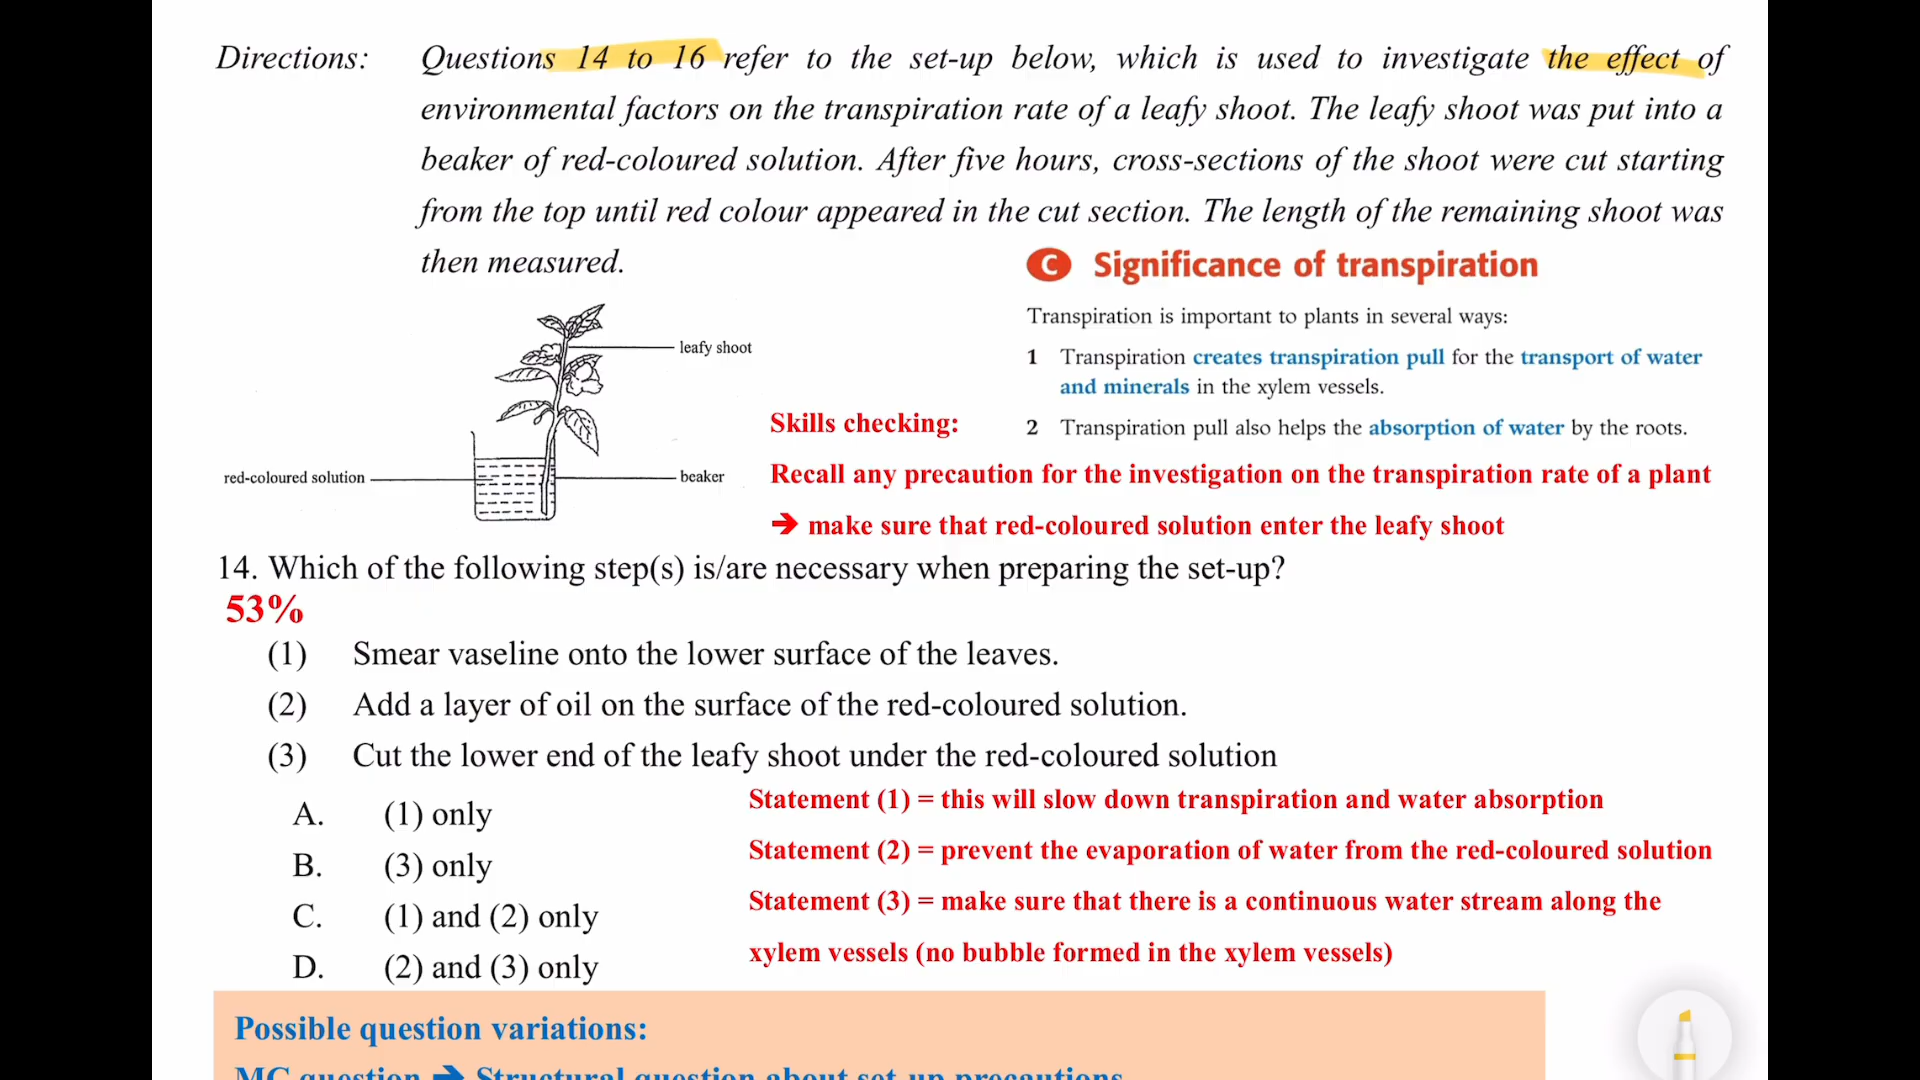 Directions: Questions 14 to 16 refer to the set-up below, which is used to investigate the effect of
environmental factors on the transpiration rate of a leafy shoot. The leafy shoot was put into a
beaker of red-coloured solution. After five hours, cross-sections of the shoot were cut starting
from the top until red colour appeared in the cut section. The length of the remaining shoot was
then measured.
C Significance of transpiration
Transpiration is important to plants in several ways:
1 Transpiration creates transpiration pull for the transport of water
and minerals in the xylem vessels.
2 Transpiration pull also helps the absorption of water by the roots.
leafy shoot
red-coloured solution
beaker
Skills checking:
Recall any precaution for the investigation on the transpiration rate of a plant
➔ make sure that red-coloured solution enter the leafy shoot
14. Which of the following step(s) is/are necessary when preparing the set-up?
53%
(1) Smear vaseline onto the lower surface of the leaves.
(2) Add a layer of oil on the surface of the red-coloured solution.
(3) Cut the lower end of the leafy shoot under the red-coloured solution
A. (1) only
B. (3) only
C. (1) and (2) only
D. (2) and (3) only
Statement (1) = this will slow down transpiration and water absorption
Statement (2) = prevent the evaporation of water from the red-coloured solution
Statement (3) = make sure that there is a continuous water stream along the
xylem vessels (no bubble formed in the xylem vessels)
Possible question variations:
MC question ➔ Structural question about set-up precautions